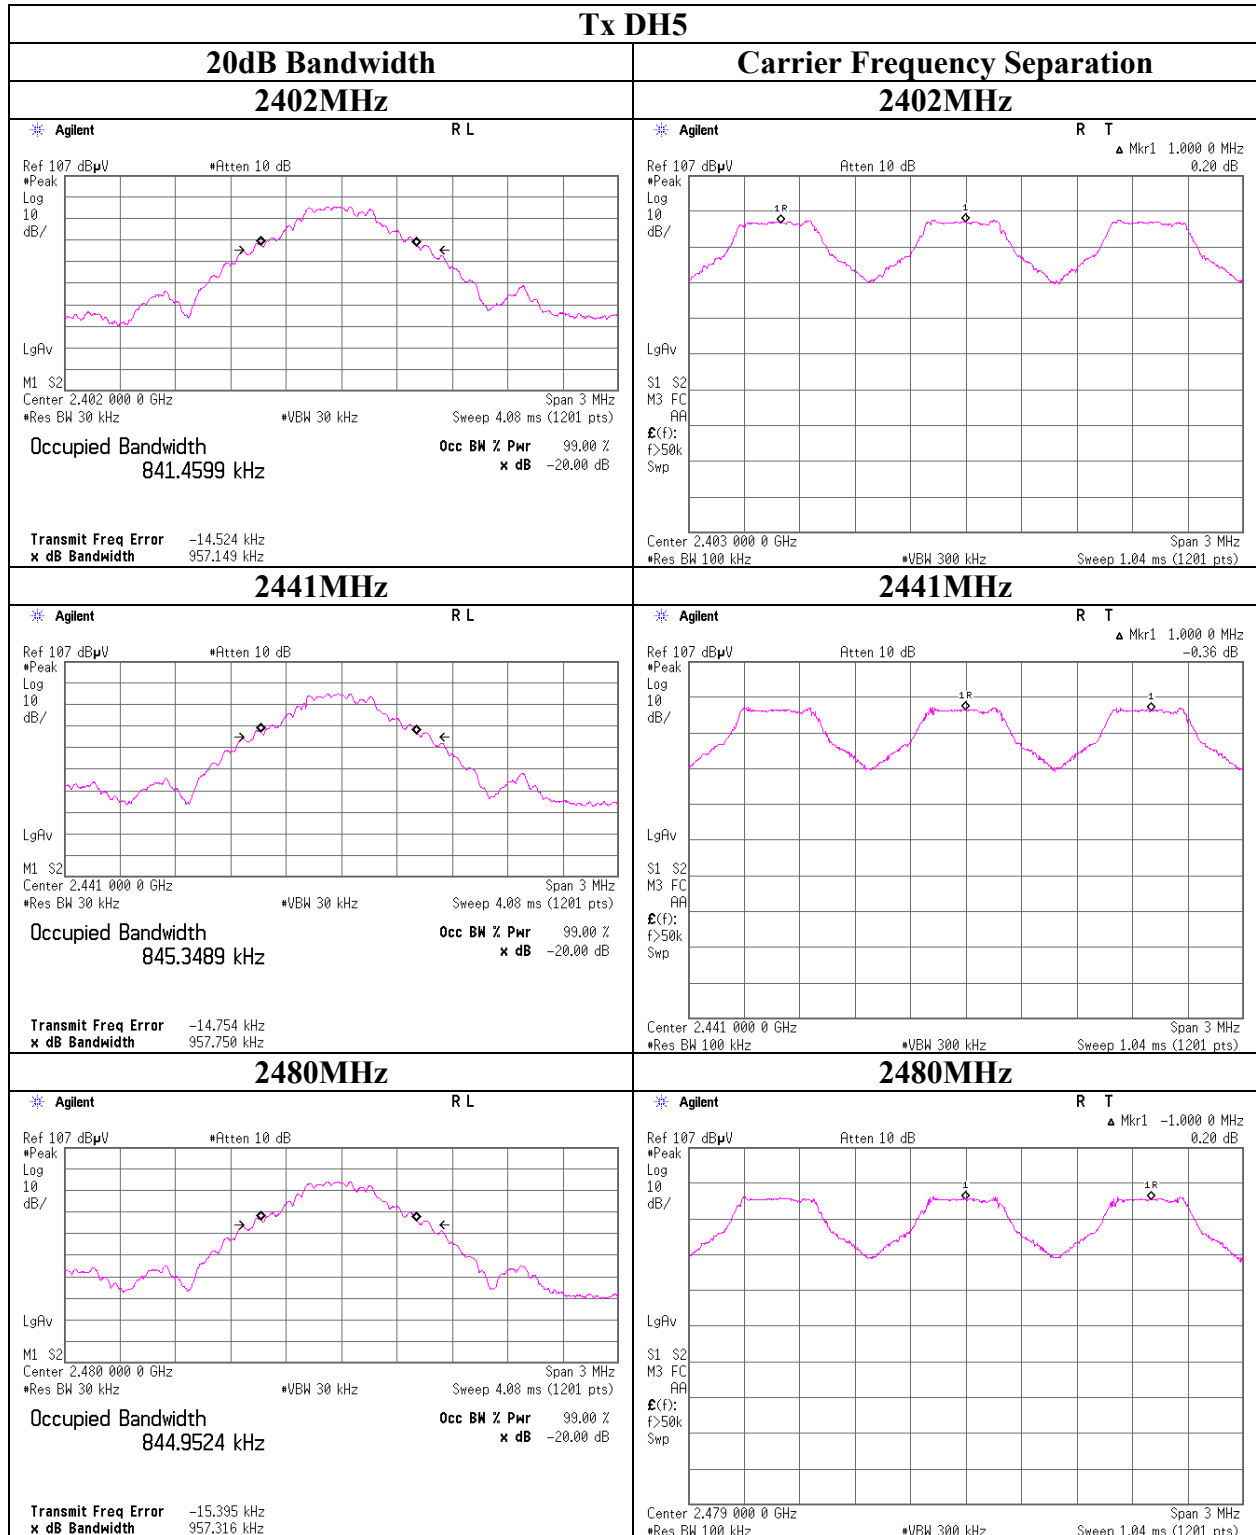 Tx DH5
20dB Bandwidth
Carrier Frequency Separation
2402MHz
2402MHz
Agilent
R L
Ref 107 dBµV
#Atten 10 dB
#Peak
Log
10
dB/
LgAv
M1 S2
Center 2.402 000 0 GHz
Span 3 MHz
#Res BW 30 kHz
#VBW 30 kHz
Sweep 4.08 ms (1201 pts)
Occupied Bandwidth
841.4599 kHz
Occ BW % Pwr 99.00 %
x dB -20.00 dB
Transmit Freq Error -14.524 kHz
x dB Bandwidth 957.149 kHz
Agilent
R T
Δ Mkr1 1.000 0 MHz
Ref 107 dBµV
Atten 10 dB
0.20 dB
#Peak
Log
10
dB/
1R
1
LgAv
S1 S2
M3 FC
AA
£(f):
f>50k
Swp
Center 2.403 000 0 GHz
Span 3 MHz
#Res BW 100 kHz
#VBW 300 kHz
Sweep 1.04 ms (1201 pts)
2441MHz
2441MHz
Agilent
R L
Ref 107 dBµV
#Atten 10 dB
#Peak
Log
10
dB/
LgAv
M1 S2
Center 2.441 000 0 GHz
Span 3 MHz
#Res BW 30 kHz
#VBW 30 kHz
Sweep 4.08 ms (1201 pts)
Occupied Bandwidth
845.3489 kHz
Occ BW % Pwr 99.00 %
x dB -20.00 dB
Transmit Freq Error -14.754 kHz
x dB Bandwidth 957.750 kHz
Agilent
R T
Δ Mkr1 1.000 0 MHz
Ref 107 dBµV
Atten 10 dB
-0.36 dB
#Peak
Log
10
dB/
1R
1
LgAv
S1 S2
M3 FC
AA
£(f):
f>50k
Swp
Center 2.441 000 0 GHz
Span 3 MHz
#Res BW 100 kHz
#VBW 300 kHz
Sweep 1.04 ms (1201 pts)
2480MHz
2480MHz
Agilent
R L
Ref 107 dBµV
#Atten 10 dB
#Peak
Log
10
dB/
LgAv
M1 S2
Center 2.480 000 0 GHz
Span 3 MHz
#Res BW 30 kHz
#VBW 30 kHz
Sweep 4.08 ms (1201 pts)
Occupied Bandwidth
844.9524 kHz
Occ BW % Pwr 99.00 %
x dB -20.00 dB
Transmit Freq Error -15.395 kHz
x dB Bandwidth 957.316 kHz
Agilent
R T
Δ Mkr1 -1.000 0 MHz
Ref 107 dBµV
Atten 10 dB
0.20 dB
#Peak
Log
10
dB/
1
1R
LgAv
S1 S2
M3 FC
AA
£(f):
f>50k
Swp
Center 2.479 000 0 GHz
Span 3 MHz
#Res BW 100 kHz
#VBW 300 kHz
Sweep 1.04 ms (1201 pts)